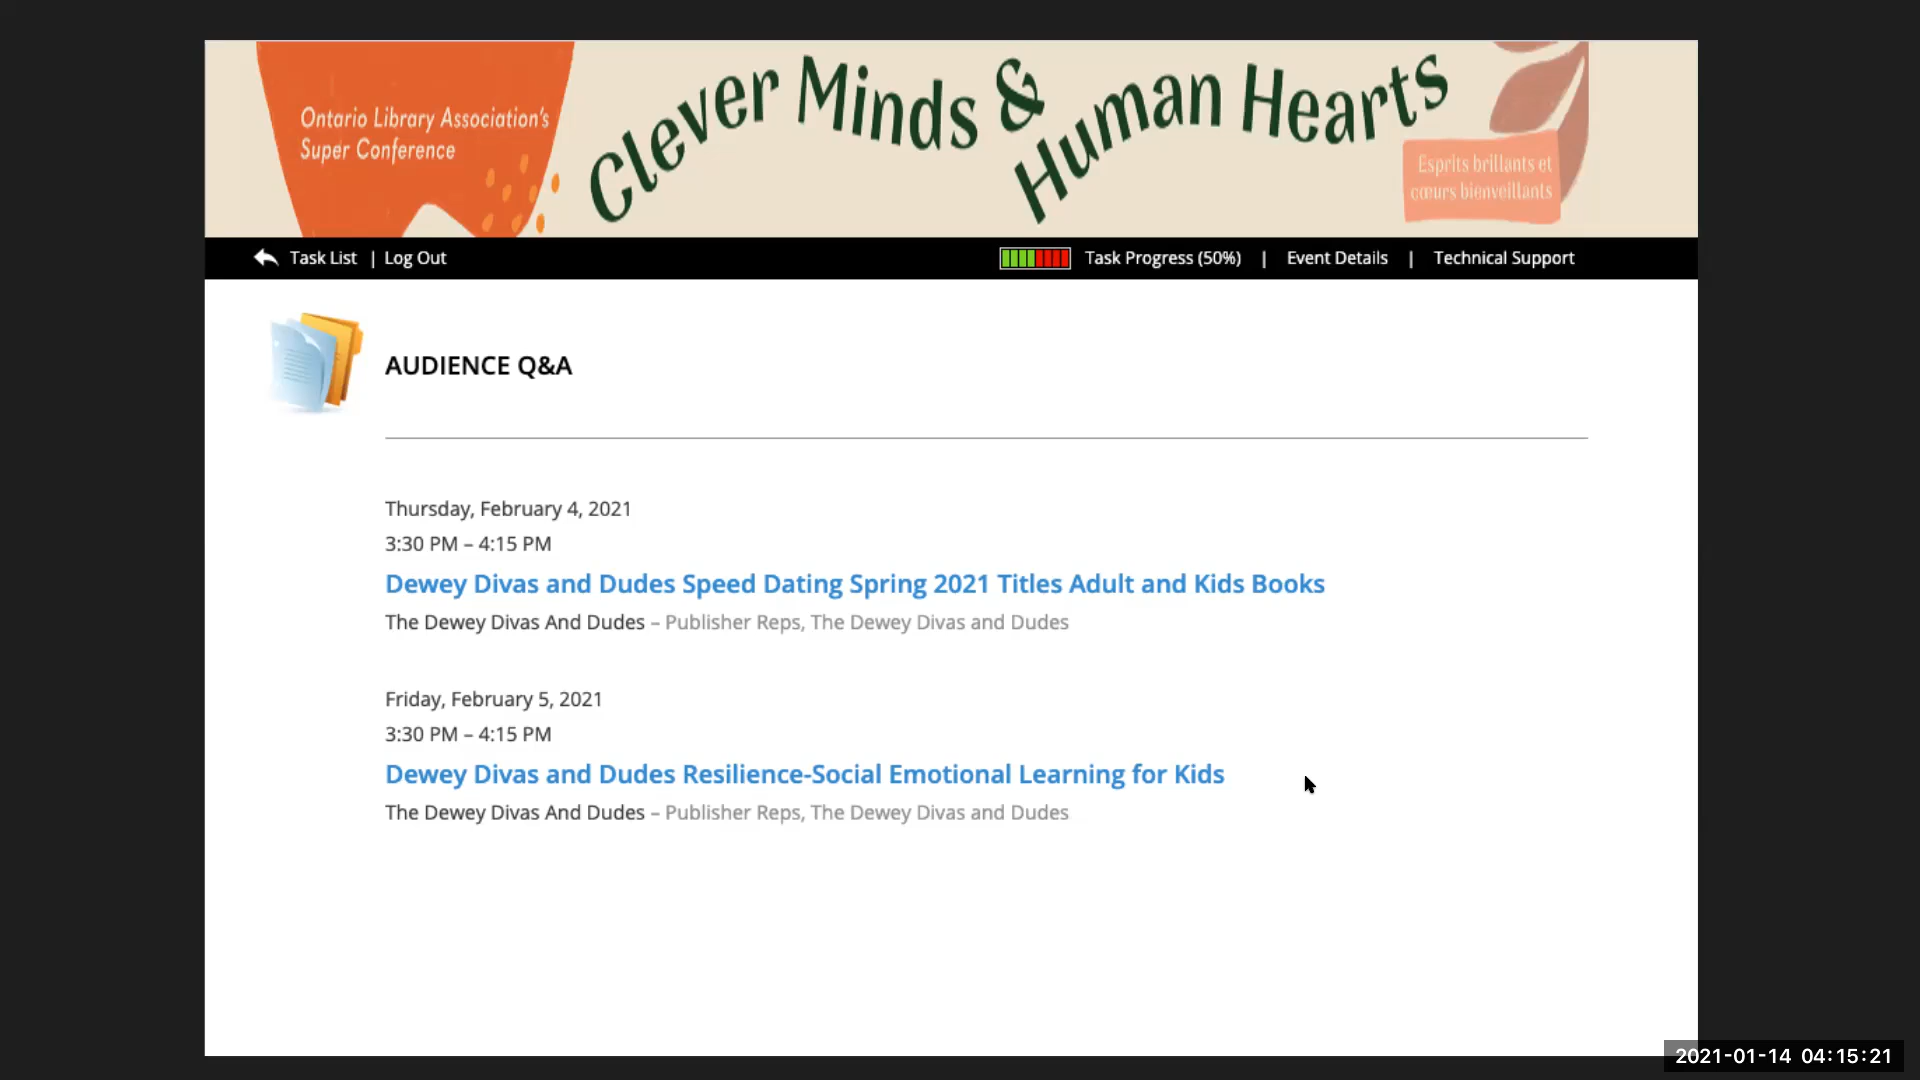 Ontario Library Association's
Super Conference
Clever Minds &
Human Hearts
Esprits brillants et
cœurs bienveillants
Task List | Log Out
Task Progress (50%) | Event Details | Technical Support
AUDIENCE Q&A
Thursday, February 4, 2021
3:30 PM – 4:15 PM
Dewey Divas and Dudes Speed Dating Spring 2021 Titles Adult and Kids Books
The Dewey Divas And Dudes – Publisher Reps, The Dewey Divas and Dudes
Friday, February 5, 2021
3:30 PM – 4:15 PM
Dewey Divas and Dudes Resilience-Social Emotional Learning for Kids
The Dewey Divas And Dudes – Publisher Reps, The Dewey Divas and Dudes
2021-01-14 04:15:21